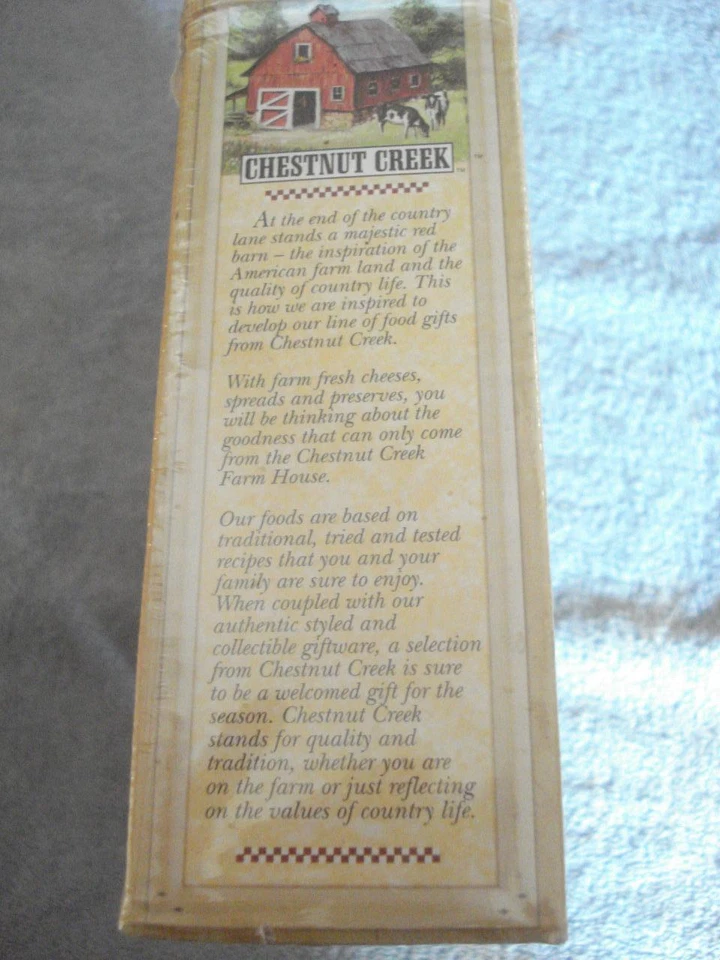 CHESTNUT CREEK™
At the end of the country
lane stands a majestic red
barn – the inspiration of the
American farm land and the
quality of country life. This
is how we are inspired to
develop our line of food gifts
from Chestnut Creek.
With farm fresh cheeses,
spreads and preserves, you
will be thinking about the
goodness that can only come
from the Chestnut Creek
Farm House.
Our foods are based on
traditional, tried and tested
recipes that you and your
family are sure to enjoy.
When coupled with our
authentic styled and
collectible giftware, a selection
from Chestnut Creek is sure
to be a welcomed gift for the
season. Chestnut Creek
stands for quality and
tradition, whether you are
on the farm or just reflecting
on the values of country life.